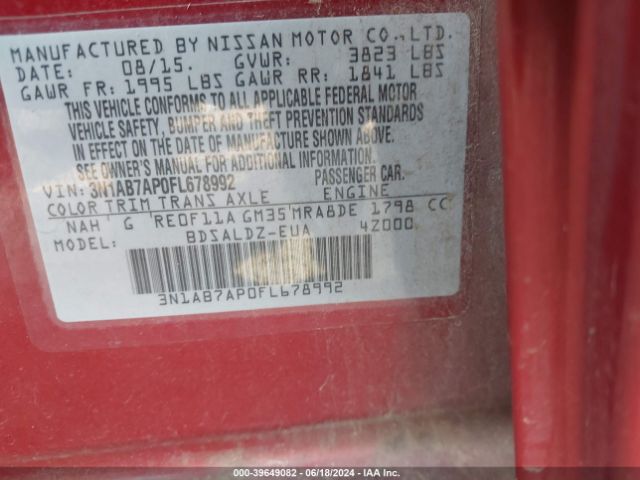 MANUFACTURED BY NISSAN MOTOR CO.,LTD.
DATE: 08/15. GVWR: 3823 LBS
GAWR FR: 1995 LBS GAWR RR: 1841 LBS
THIS VEHICLE CONFORMS TO ALL APPLICABLE FEDERAL MOTOR
VEHICLE SAFETY, BUMPER AND THEFT PREVENTION STANDARDS
IN EFFECT ON THE DATE OF MANUFACTURE SHOWN ABOVE.
SEE OWNER'S MANUAL FOR ADDITIONAL INFORMATION.
VIN: 3N1AB7AP0FL678992 PASSENGER CAR.
COLOR TRIM TRANS AXLE ENGINE
NAH G RE0F11A GM35 MRA8DE 1798 CC
MODEL: BDSALDZ-EUA 4Z000
3N1AB7AP0FL678992
000-39649082 - 06/18/2024 - IAA Inc.